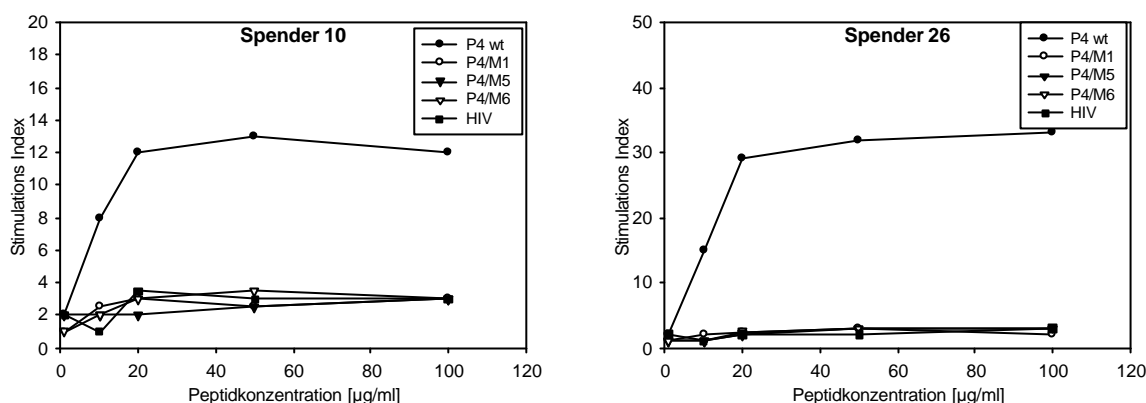 Spender 10
Stimulations Index
20
18
16
14
12
10
8
6
4
2
0
P4 wt
P4/M1
P4/M5
P4/M6
HIV
0 20 40 60 80 100 120
Peptidkonzentration [µg/ml]
Spender 26
Stimulations Index
50
40
30
20
10
0
P4 wt
P4/M1
P4/M5
P4/M6
HIV
0 20 40 60 80 100 120
Peptidkonzentration [µg/ml]